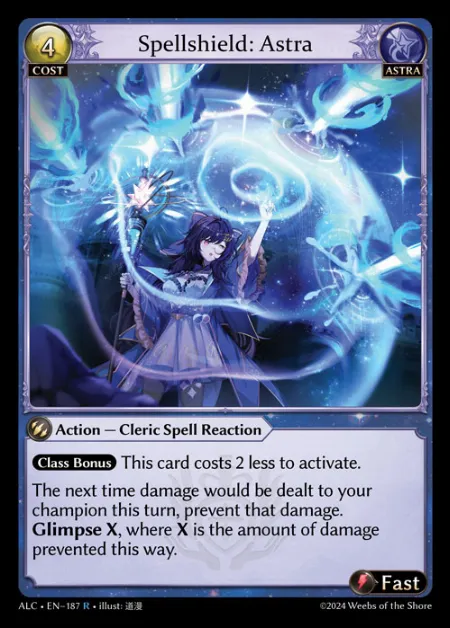 4
Spellshield: Astra
COST
ASTRA
Action — Cleric Spell Reaction
Class Bonus This card costs 2 less to activate.
The next time damage would be dealt to your
champion this turn, prevent that damage.
Glimpse X, where X is the amount of damage
prevented this way.
Fast
ALC • EN-187 R • illust: 道漫
©2024 Weebs of the Shore